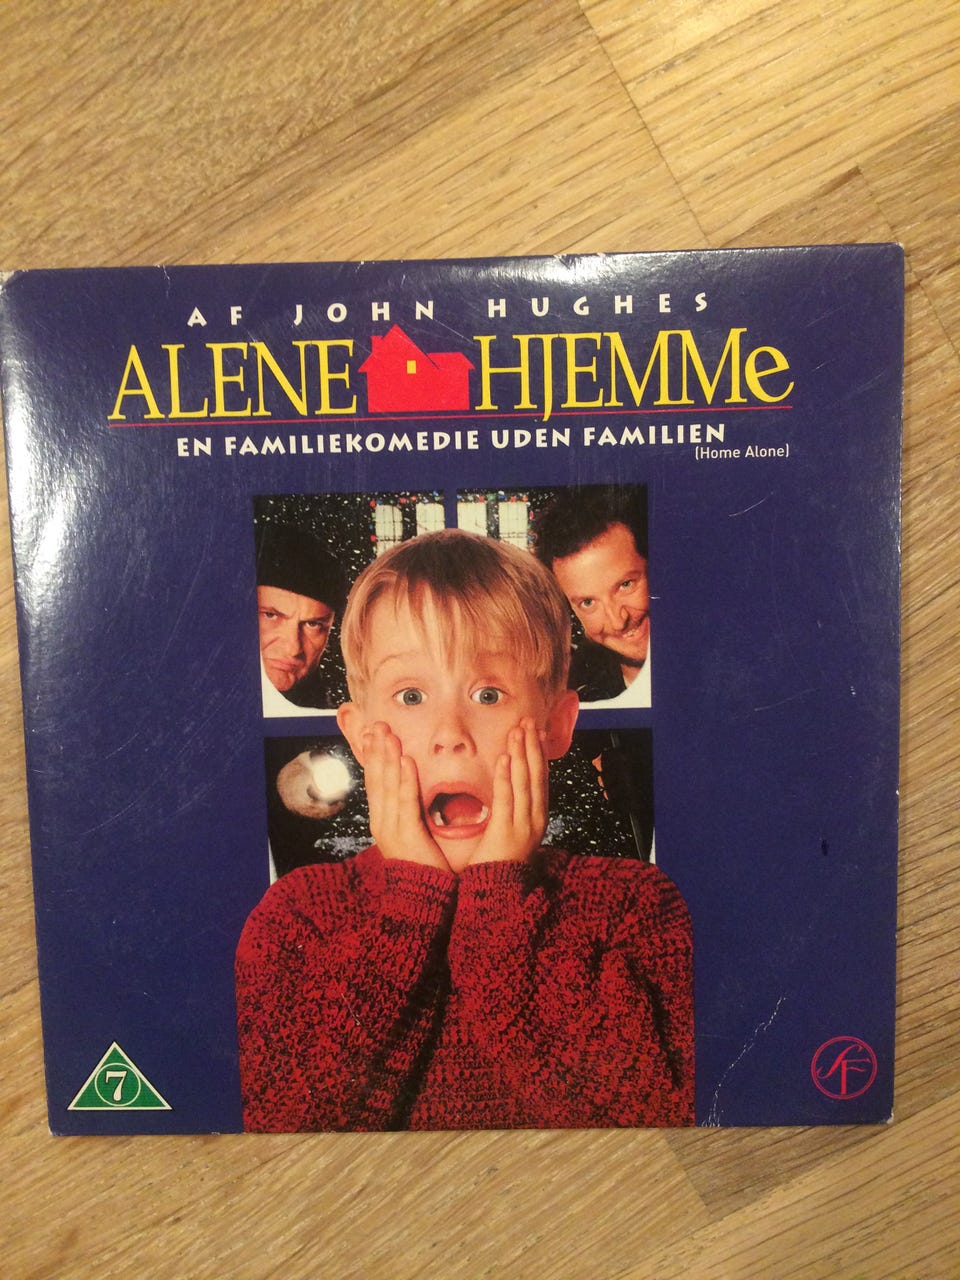 AF JOHN HUGHES
ALENE HJEMMe
EN FAMILIEKOMEDIE UDEN FAMILIEN
(Home Alone)
7
SF